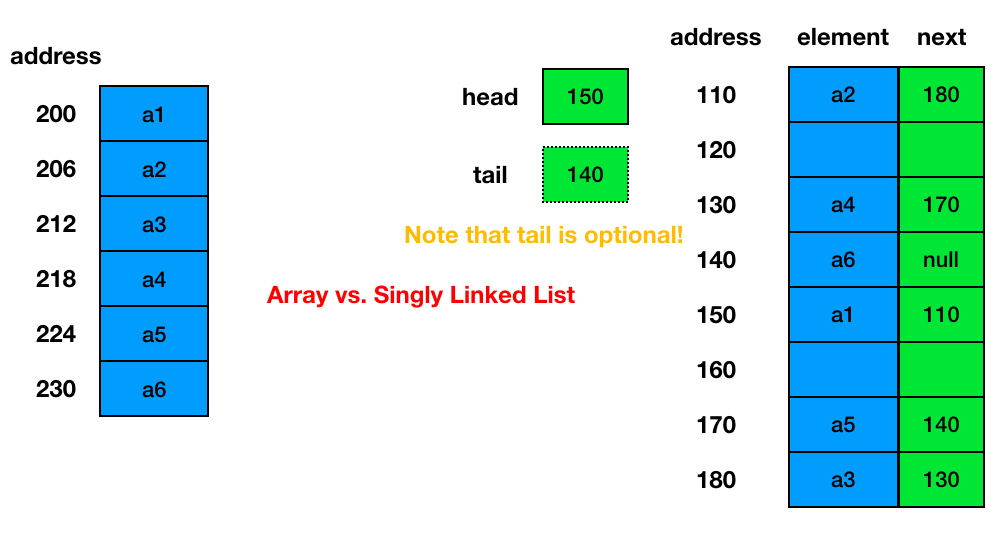 address
200 a1
206 a2
212 a3
218 a4
224 a5
230 a6
head 150
tail 140
Note that tail is optional!
Array vs. Singly Linked List
address element next
110 a2 180
120
130 a4 170
140 a6 null
150 a1 110
160
170 a5 140
180 a3 130